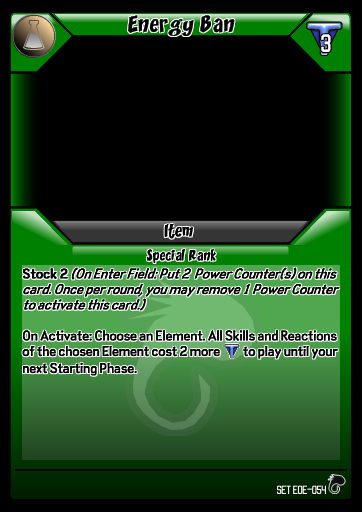 Energy Ban
3
Item
Special Rank
Stock 2 (On Enter Field: Put 2 Power Counter(s) on this
card. Once per round, you may remove 1 Power Counter
to activate this card.)
On Activate: Choose an Element. All Skills and Reactions
of the chosen Element cost 2 more to play until your
next Starting Phase.
SET EOE-054